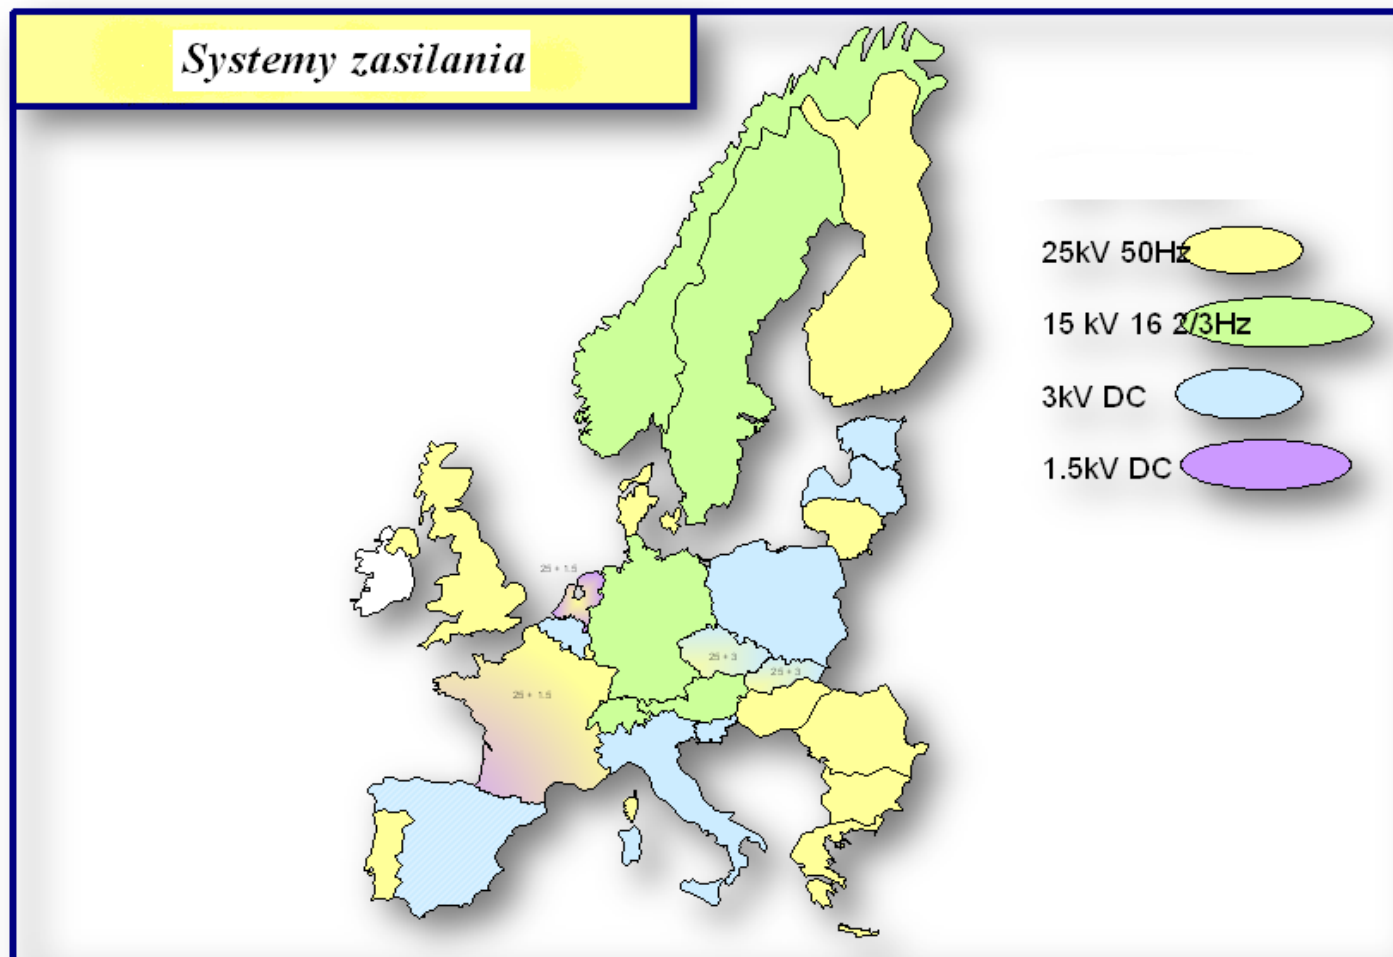 Systemy zasilania
25kV 50Hz
15 kV 16 2/3Hz
3kV DC
1.5kV DC
25 + 1.5
25 + 3
25 + 3
25 + 1.5